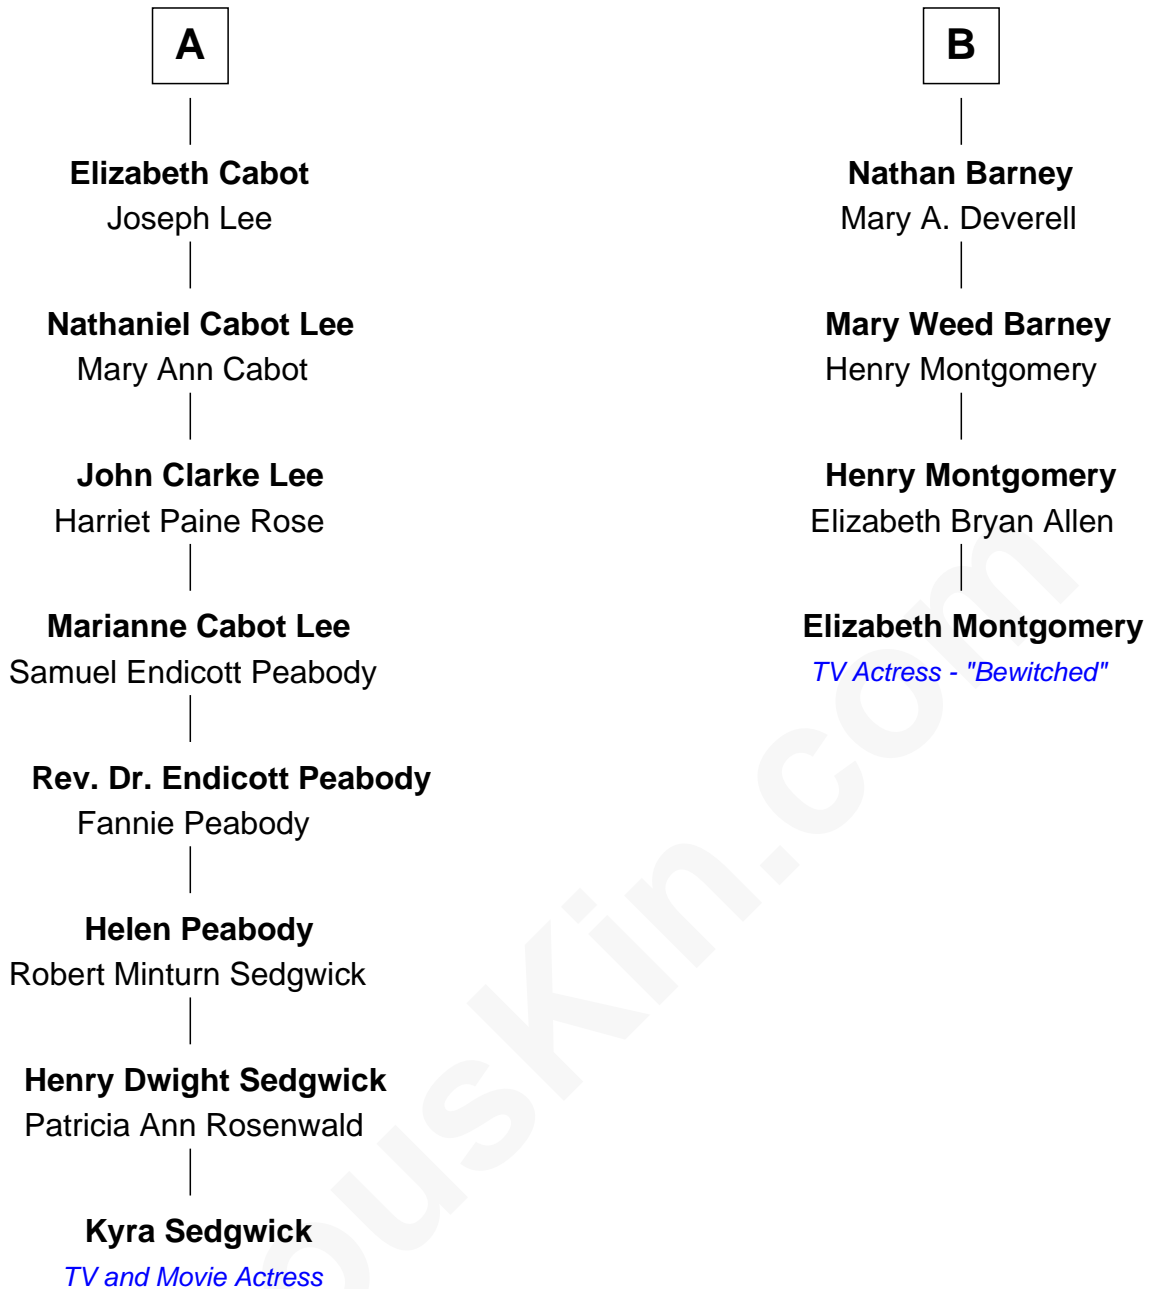 A
Elizabeth Cabot
Joseph Lee
Nathaniel Cabot Lee
Mary Ann Cabot
John Clarke Lee
Harriet Paine Rose
Marianne Cabot Lee
Samuel Endicott Peabody
Rev. Dr. Endicott Peabody
Fannie Peabody
Helen Peabody
Robert Minturn Sedgwick
Henry Dwight Sedgwick
Patricia Ann Rosenwald
Kyra Sedgwick
TV and Movie Actress
B
Nathan Barney
Mary A. Deverell
Mary Weed Barney
Henry Montgomery
Henry Montgomery
Elizabeth Bryan Allen
Elizabeth Montgomery
TV Actress - "Bewitched"
ousKin.com